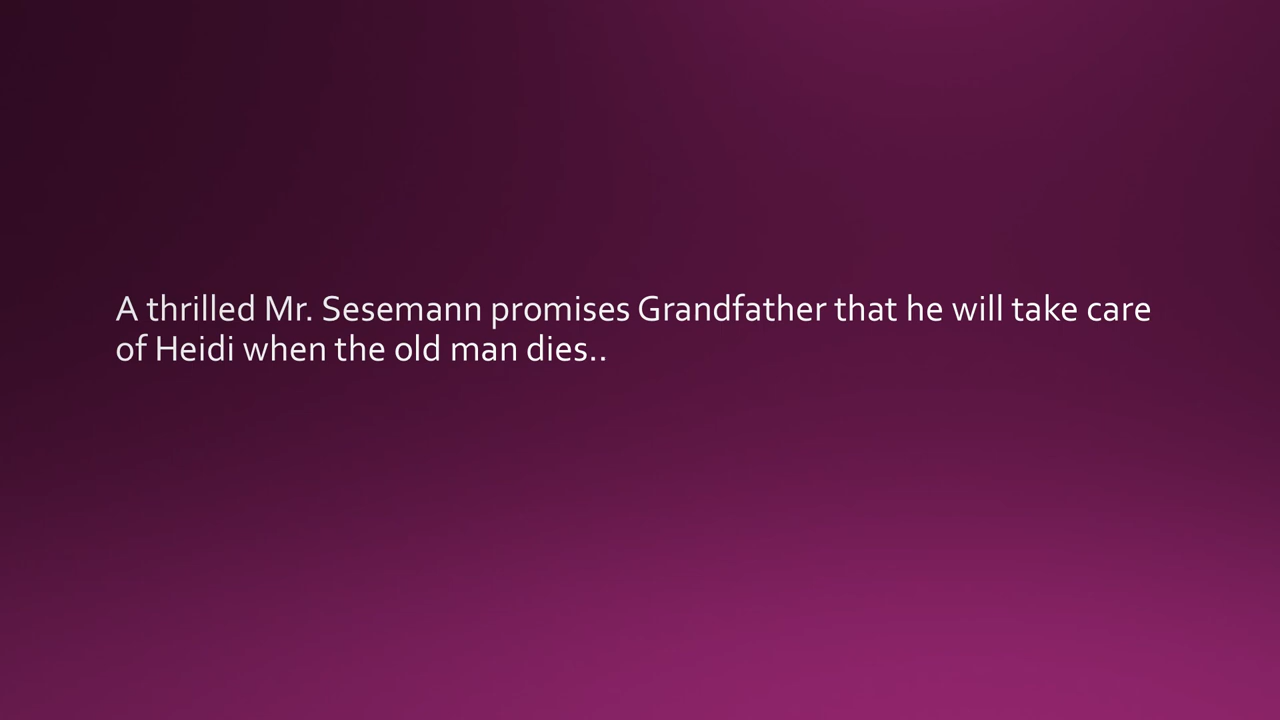 A thrilled Mr. Sesemann promises Grandfather that he will take care
of Heidi when the old man dies..